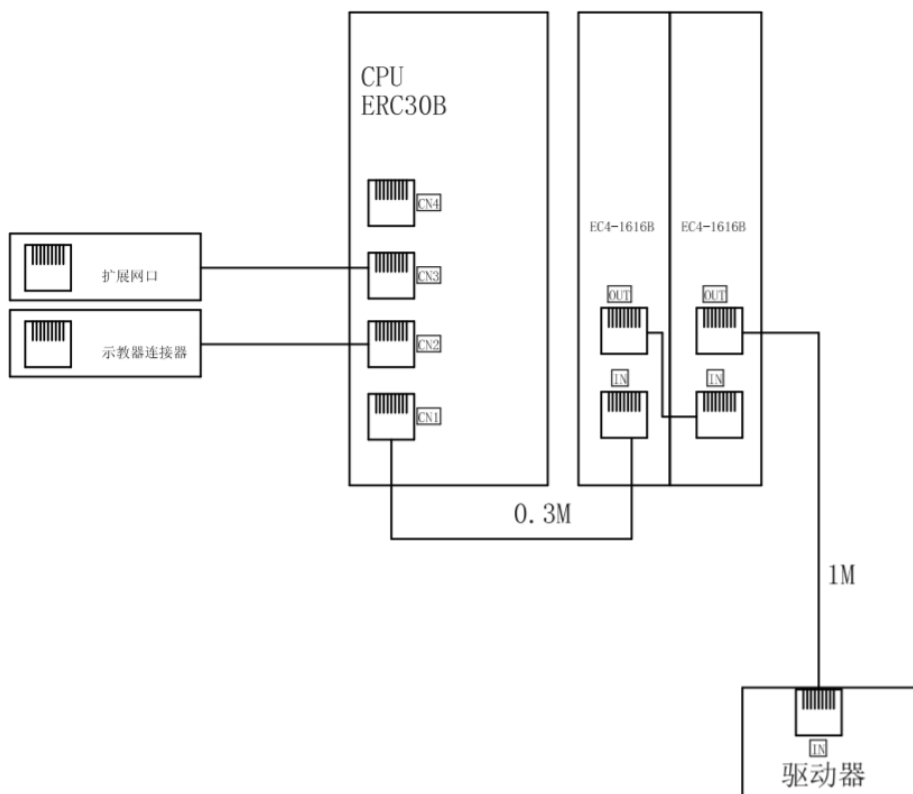 CPU
ERC30B
CN4
CN3
CN2
CN1
扩展网口
示教器连接器
EC4-1616B
EC4-1616B
OUT
OUT
IN
IN
0.3M
1M
IN
驱动器